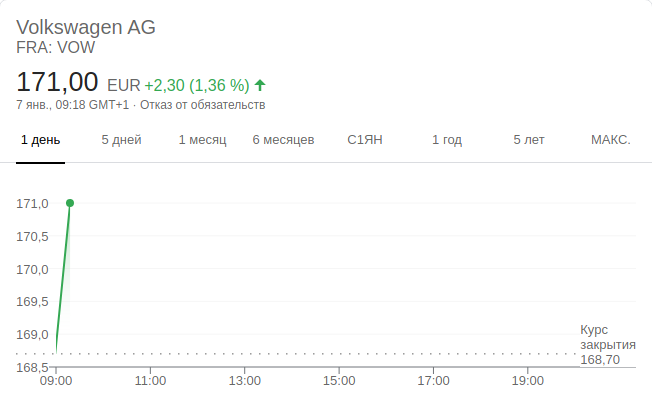 Volkswagen AG
FRA: VOW
171,00 EUR +2,30 (1,36 %)
7 янв., 09:18 GMT+1 · Отказ от обязательств
1 день 5 дней 1 месяц 6 месяцев С1ЯН 1 год 5 лет МАКС.
171,0
170,5
170,0
169,5
169,0
168,5
Курс
закрытия
168,70
09:00 11:00 13:00 15:00 17:00 19:00